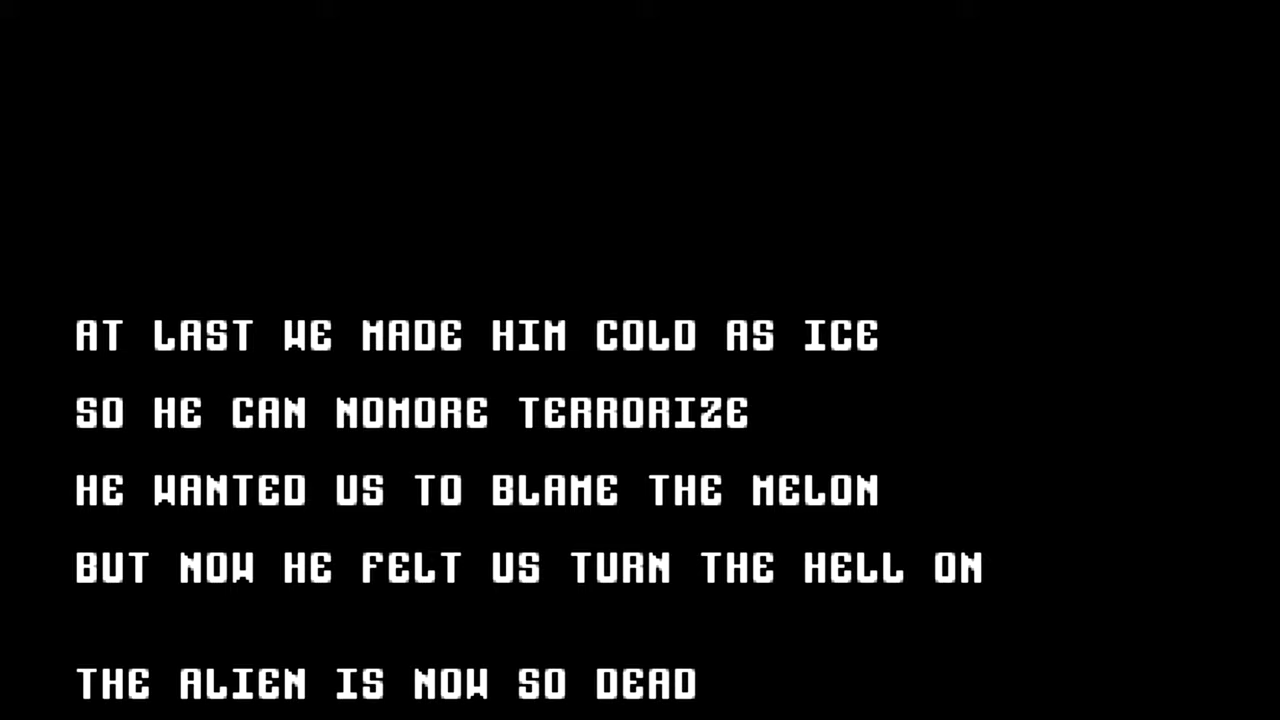 AT LAST WE MADE HIM COLD AS ICE
SO HE CAN NOMORE TERRORIZE
HE WANTED US TO BLAME THE MELON
BUT NOW HE FELT US TURN THE HELL ON
THE ALIEN IS NOW SO DEAD